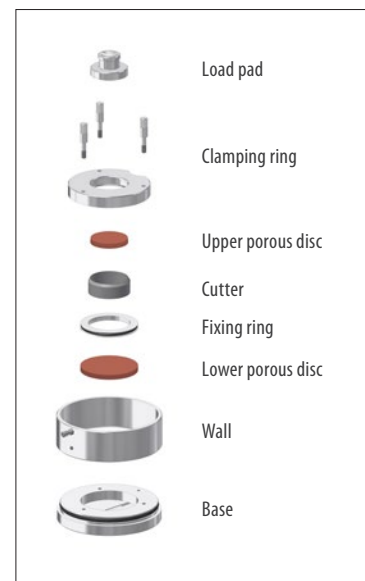 Load pad
Clamping ring
Upper porous disc
Cutter
Fixing ring
Lower porous disc
Wall
Base